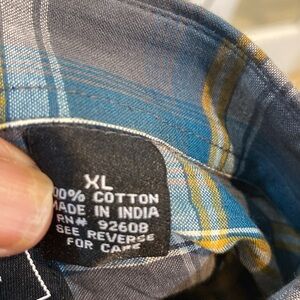 XL
00% COTTON
MADE IN INDIA
RN# 92608
SEE REVERSE
FOR CARE